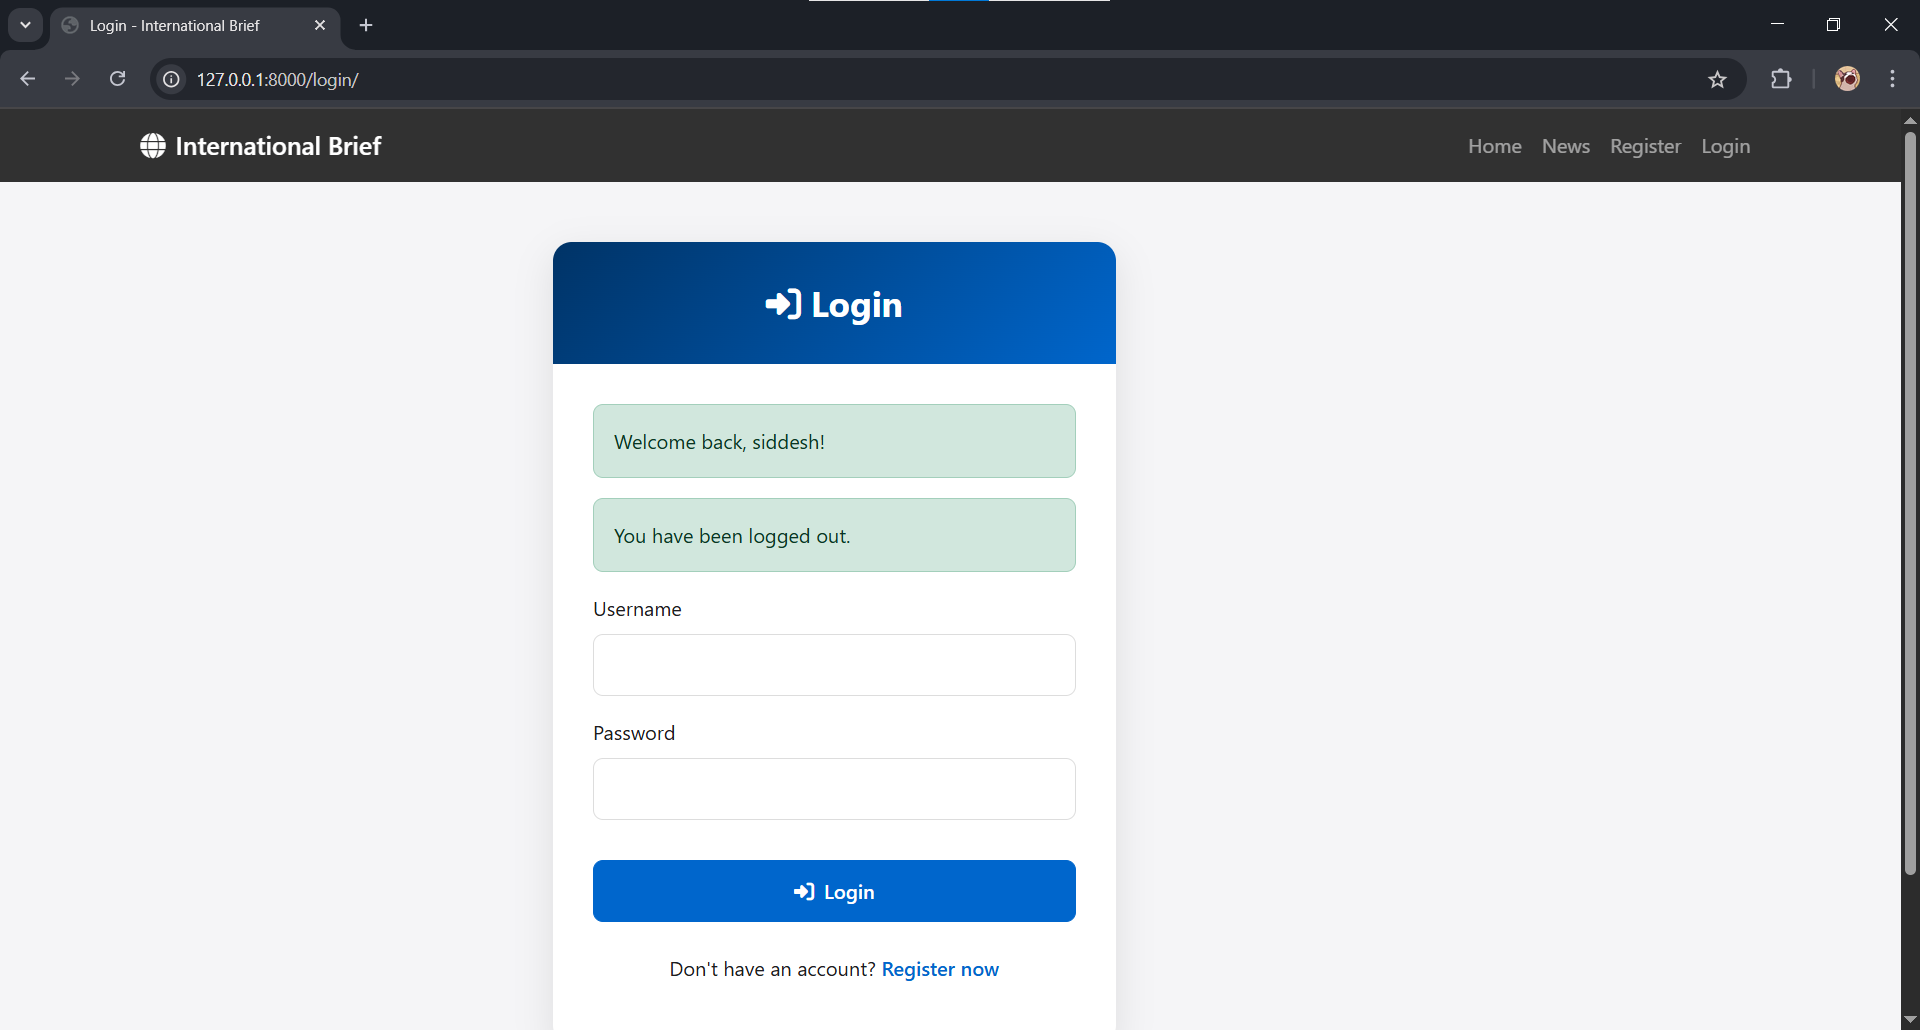 Login - International Brief
127.0.0.1:8000/login/
International Brief
Home News Register Login
Login
Welcome back, siddesh!
You have been logged out.
Username
Password
Login
Don't have an account? Register now